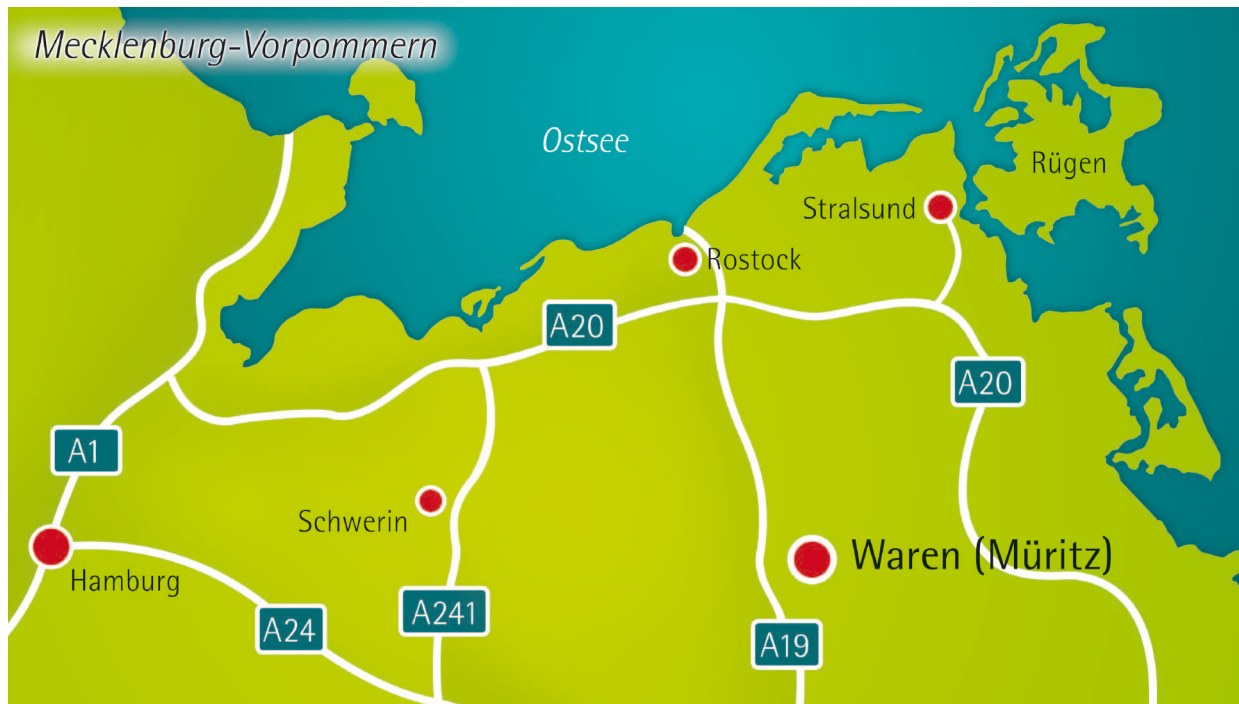 Mecklenburg-Vorpommern
Ostsee
Rügen
Stralsund
Rostock
A20
A20
A1
Schwerin
Waren (Müritz)
Hamburg
A241
A24
A19